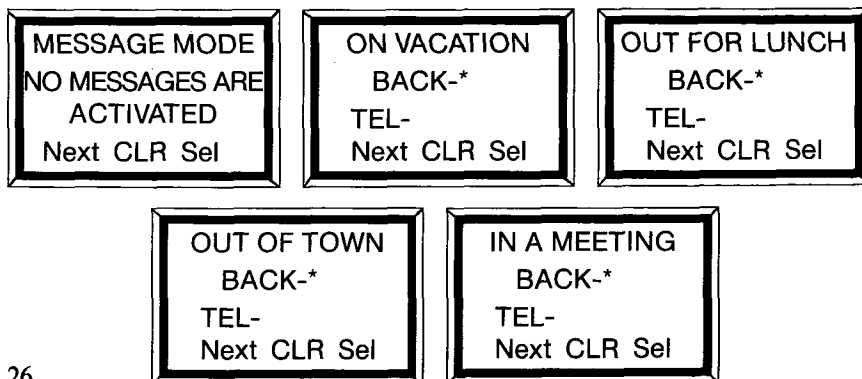 MESSAGE MODE
NO MESSAGES ARE
ACTIVATED
Next CLR Sel
ON VACATION
BACK-*
TEL-
Next CLR Sel
OUT FOR LUNCH
BACK-*
TEL-
Next CLR Sel
OUT OF TOWN
BACK-*
TEL-
Next CLR Sel
IN A MEETING
BACK-*
TEL-
Next CLR Sel
26